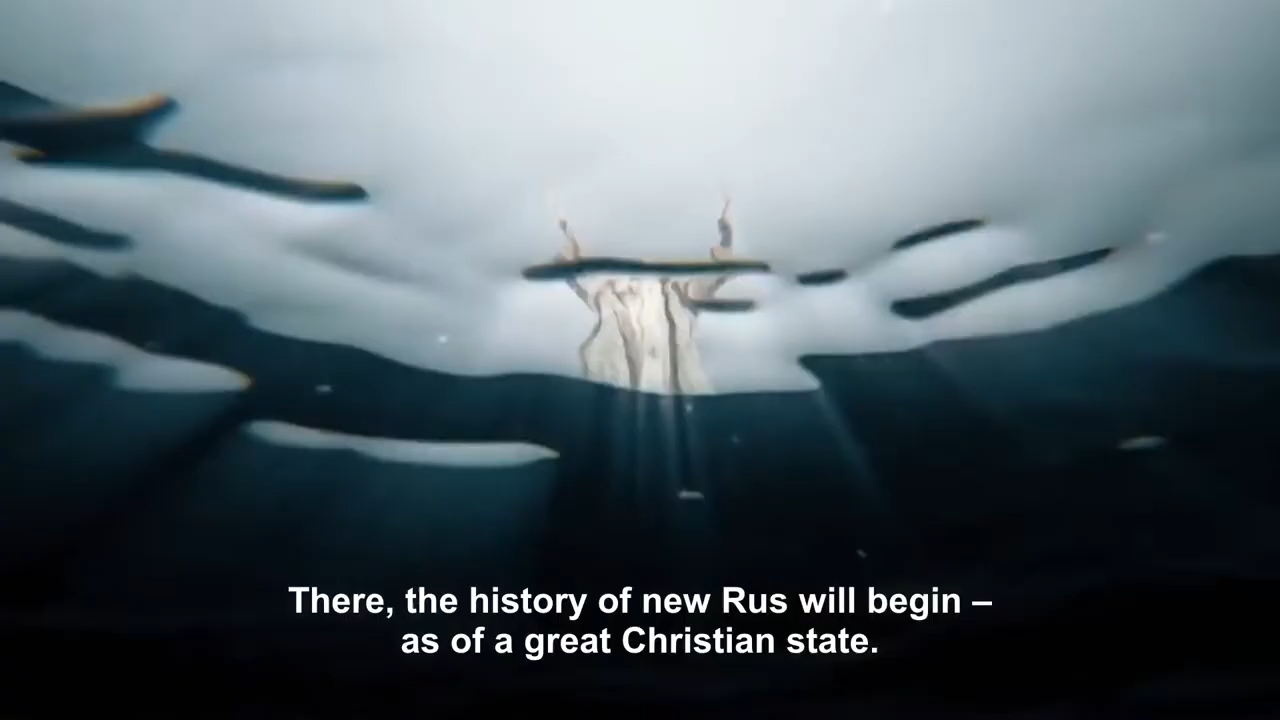 There, the history of new Rus will begin –
as of a great Christian state.